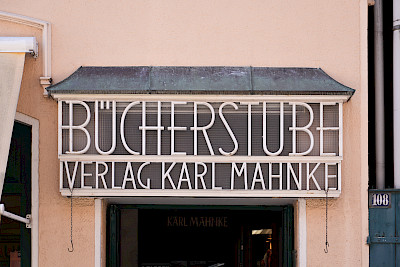 BÜCHERSTUBE
VERLAG KARL MAHNKE
KARL MAHNKE
108